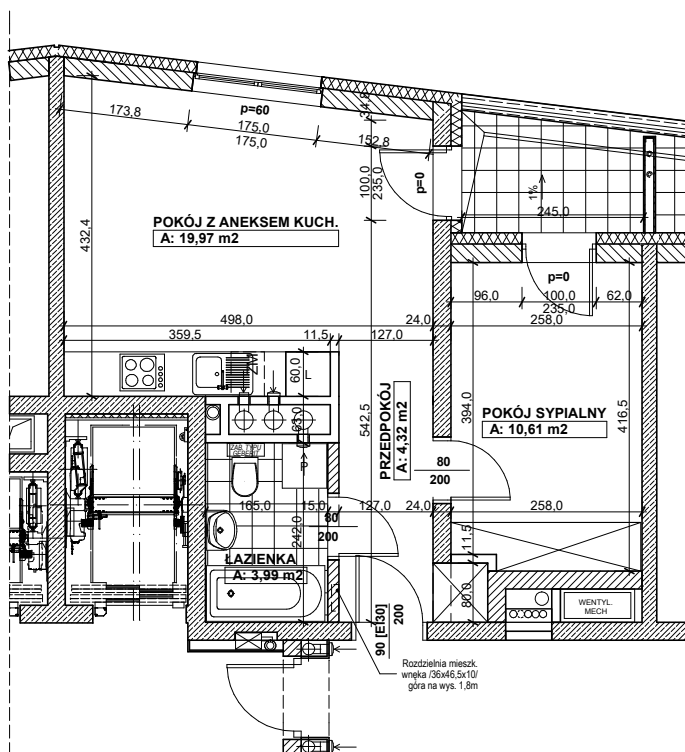 173,8
p=60
175,0
175,0
34,8
152,8
100,0
235,0
p=0
1%
245,0
432,4
POKÓJ Z ANEKSEM KUCH.
A: 19,97 m2
p=0
96,0
100,0
62,0
235,0
498,0
24,0
258,0
359,5
11,5
127,0
ZM
60,0
L
63,0
542,5
PRZEDPOKÓJ
A: 4,32 m2
394,0
POKÓJ SYPIALNY
A: 10,61 m2
416,5
ZAB. TYPU
GEBERIT
P
80
200
165,0
15,0
127,0
24,0
258,0
242,0
80
200
11,5
ŁAZIENKA
A: 3,99 m2
80,0
90 [EI30]
200
WENTYL.
MECH
Rozdzielnia mieszk.
wnęka /36x46,5x10/
góra na wys. 1,8m